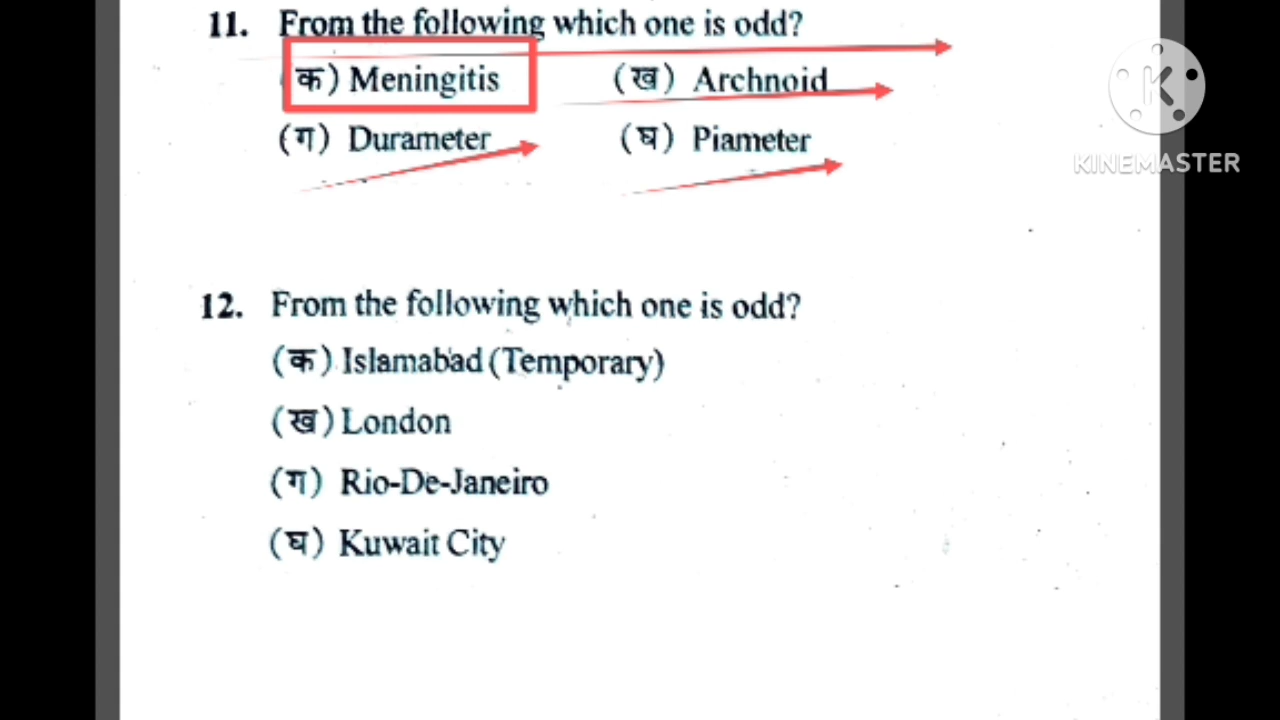 11. From the following which one is odd?
(क) Meningitis (ख) Archnoid
(ग) Durameter (घ) Piameter
K
KINEMASTER
12. From the following which one is odd?
(क) Islamabad (Temporary)
(ख) London
(ग) Rio-De-Janeiro
(घ) Kuwait City